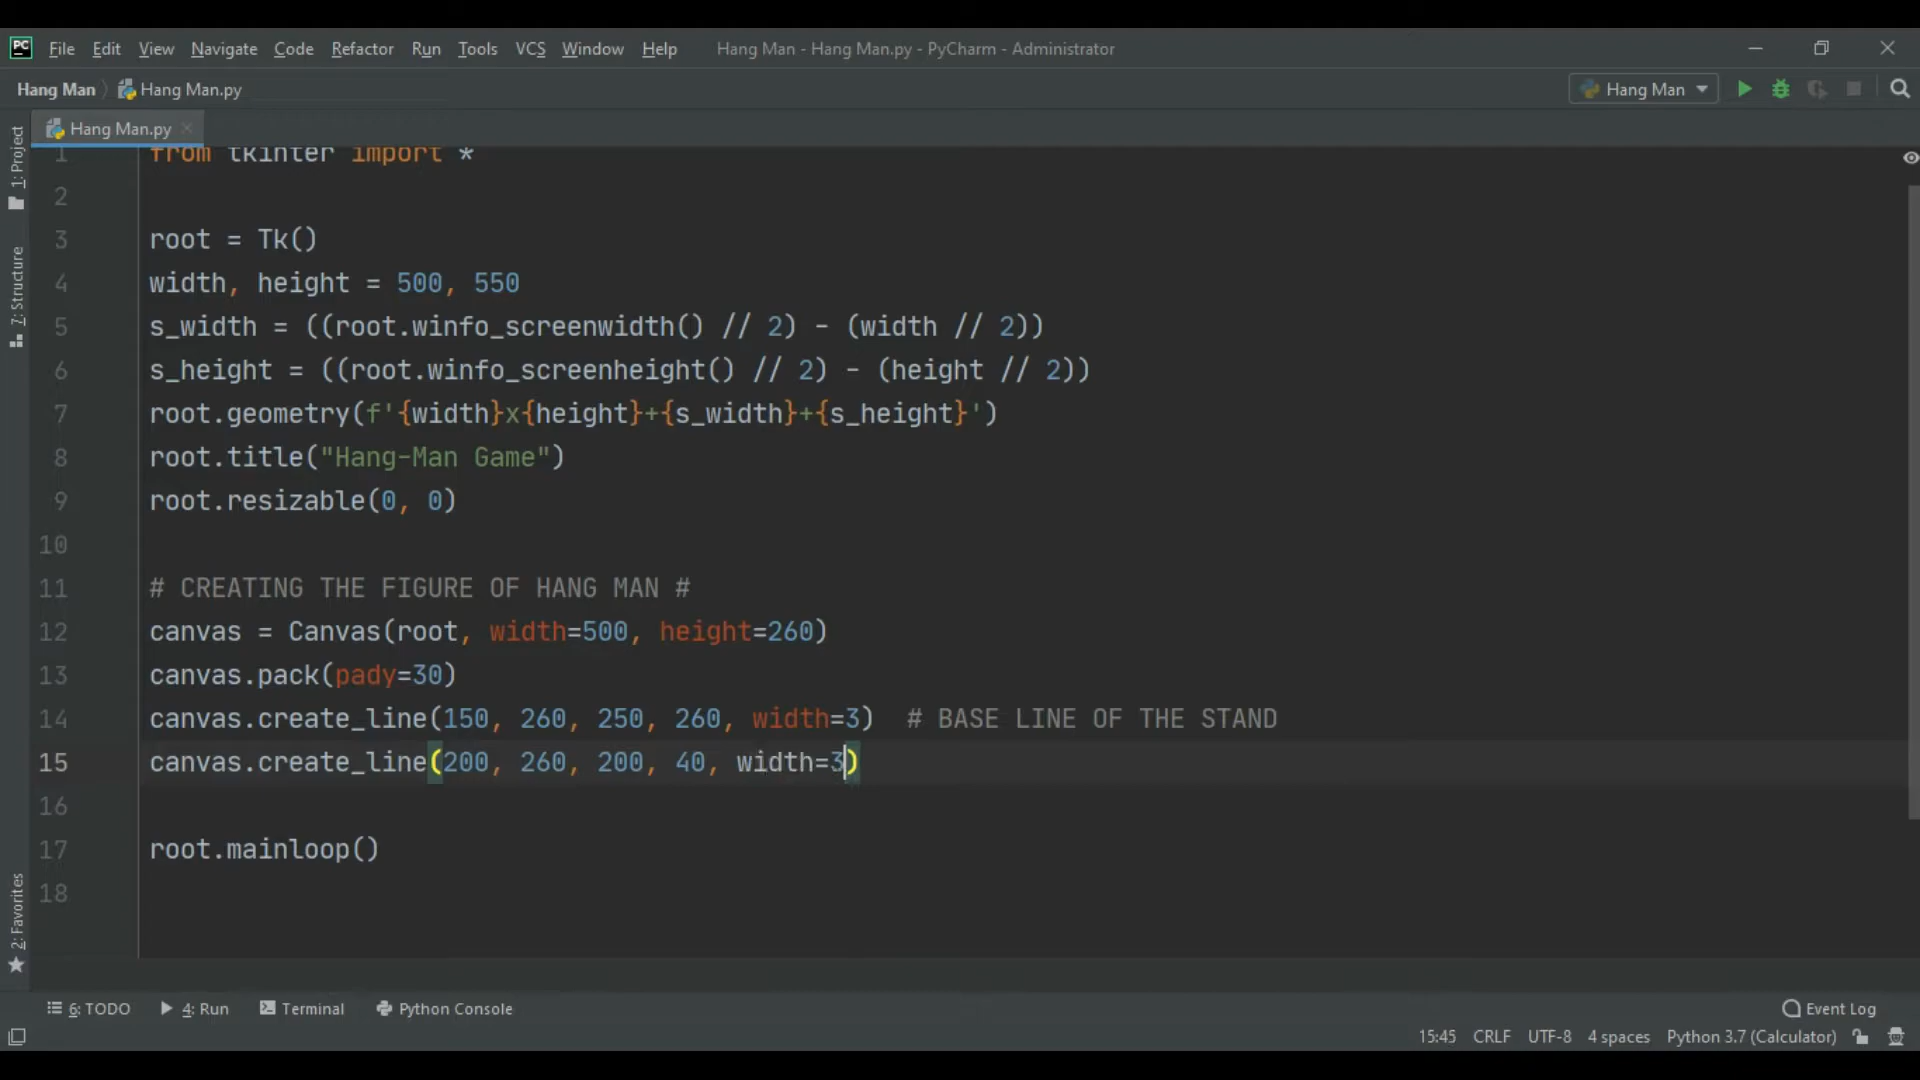 PC File Edit View Navigate Code Refactor Run Tools VCS Window Help Hang Man - Hang Man.py - PyCharm - Administrator
Hang Man Hang Man.py Hang Man
Hang Man.py
1: Project
7: Structure
2: Favorites
1 from tkinter import *
2
3 root = Tk()
4 width, height = 500, 550
5 s_width = ((root.winfo_screenwidth() // 2) - (width // 2))
6 s_height = ((root.winfo_screenheight() // 2) - (height // 2))
7 root.geometry(f'{width}x{height}+{s_width}+{s_height}')
8 root.title("Hang-Man Game")
9 root.resizable(0, 0)
10
11 # CREATING THE FIGURE OF HANG MAN #
12 canvas = Canvas(root, width=500, height=260)
13 canvas.pack(pady=30)
14 canvas.create_line(150, 260, 250, 260, width=3)  # BASE LINE OF THE STAND
15 canvas.create_line(200, 260, 200, 40, width=3)
16
17 root.mainloop()
18
6: TODO 4: Run Terminal Python Console Event Log
15:45 CRLF UTF-8 4 spaces Python 3.7 (Calculator)